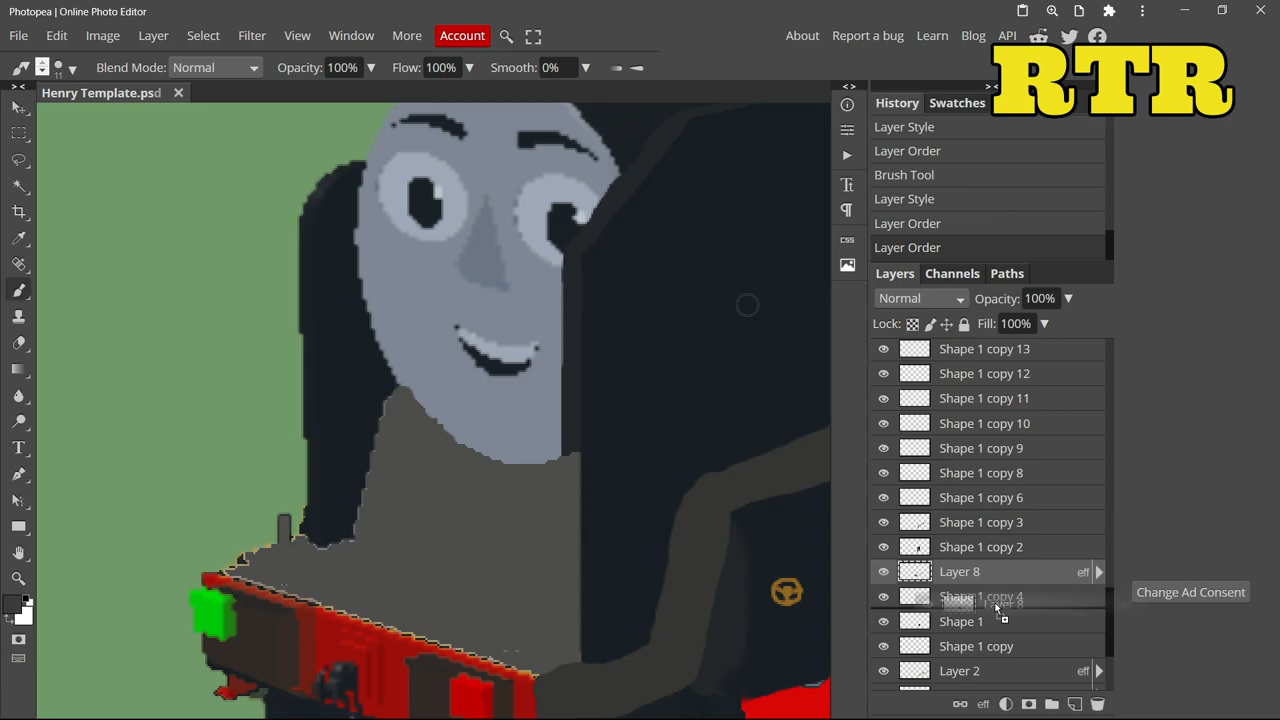 Photopea | Online Photo Editor
File Edit Image Layer Select Filter View Window More Account About Report a bug Learn Blog API
11 Blend Mode: Normal Opacity: 100% Flow: 100% Smooth: 0%
RTR
Henry Template.psd
History Swatches
Layer Style
Layer Order
Brush Tool
Layer Style
Layer Order
Layer Order
CSS
Layers Channels Paths
Normal Opacity: 100%
Lock: Fill: 100%
Shape 1 copy 13
Shape 1 copy 12
Shape 1 copy 11
Shape 1 copy 10
Shape 1 copy 9
Shape 1 copy 8
Shape 1 copy 6
Shape 1 copy 3
Shape 1 copy 2
Layer 8 eff
Shape 1 copy 4
Layer 8
Change Ad Consent
Shape 1
Shape 1 copy
Layer 2 eff
eff